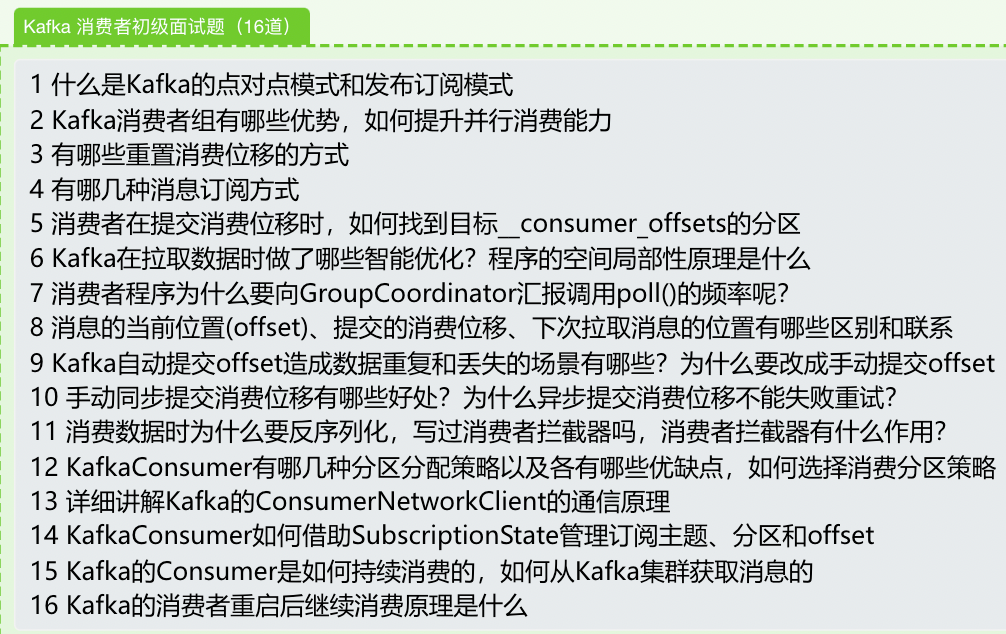 Kafka 消费者初级面试题（16道）
1 什么是Kafka的点对点模式和发布订阅模式
2 Kafka消费者组有哪些优势，如何提升并行消费能力
3 有哪些重置消费位移的方式
4 有哪几种消息订阅方式
5 消费者在提交消费位移时，如何找到目标__consumer_offsets的分区
6 Kafka在拉取数据时做了哪些智能优化？程序的空间局部性原理是什么
7 消费者程序为什么要向GroupCoordinator汇报调用poll()的频率呢？
8 消息的当前位置(offset)、提交的消费位移、下次拉取消息的位置有哪些区别和联系
9 Kafka自动提交offset造成数据重复和丢失的场景有哪些？为什么要改成手动提交offset
10 手动同步提交消费位移有哪些好处？为什么异步提交消费位移不能失败重试？
11 消费数据时为什么要反序列化，写过消费者拦截器吗，消费者拦截器有什么作用？
12 KafkaConsumer有哪几种分区分配策略以及各有哪些优缺点，如何选择消费分区策略
13 详细讲解Kafka的ConsumerNetworkClient的通信原理
14 KafkaConsumer如何借助SubscriptionState管理订阅主题、分区和offset
15 Kafka的Consumer是如何持续消费的，如何从Kafka集群获取消息的
16 Kafka的消费者重启后继续消费原理是什么